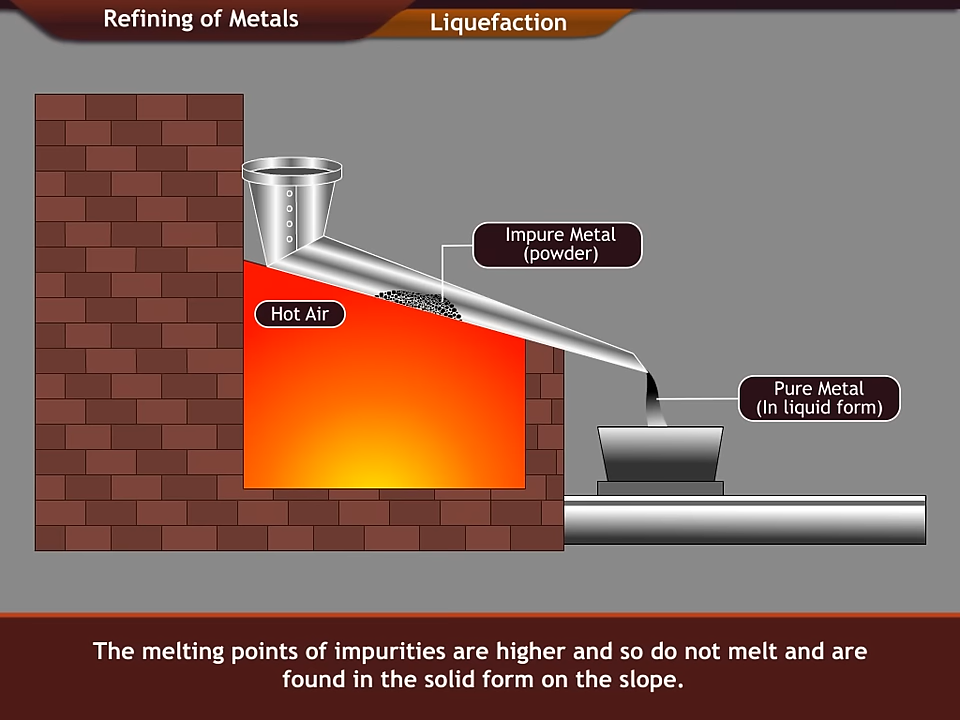 Refining of Metals
Liquefaction
Impure Metal
(powder)
Hot Air
Pure Metal
(In liquid form)
The melting points of impurities are higher and so do not melt and are
found in the solid form on the slope.